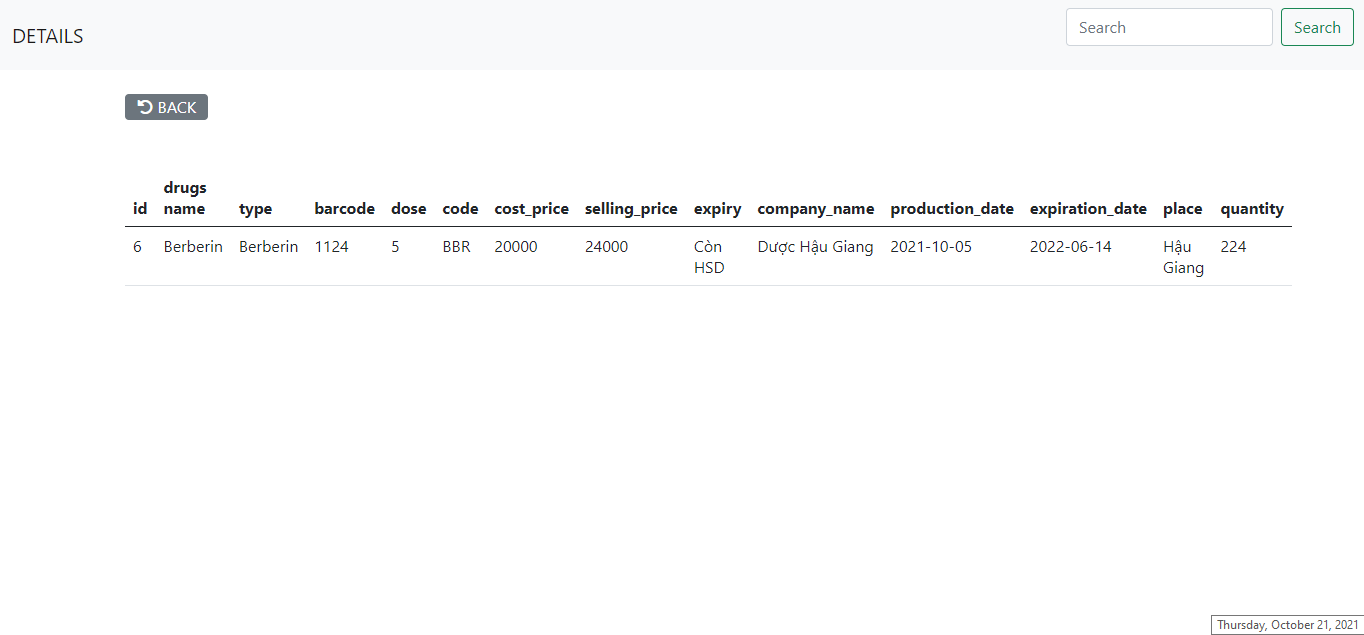 DETAILS
Search Search
BACK
drugs
id name type barcode dose code cost_price selling_price expiry company_name production_date expiration_date place quantity
6 Berberin Berberin 1124 5 BBR 20000 24000 Còn Dược Hậu Giang 2021-10-05 2022-06-14 Hậu 224
HSD Giang
Thursday, October 21, 2021